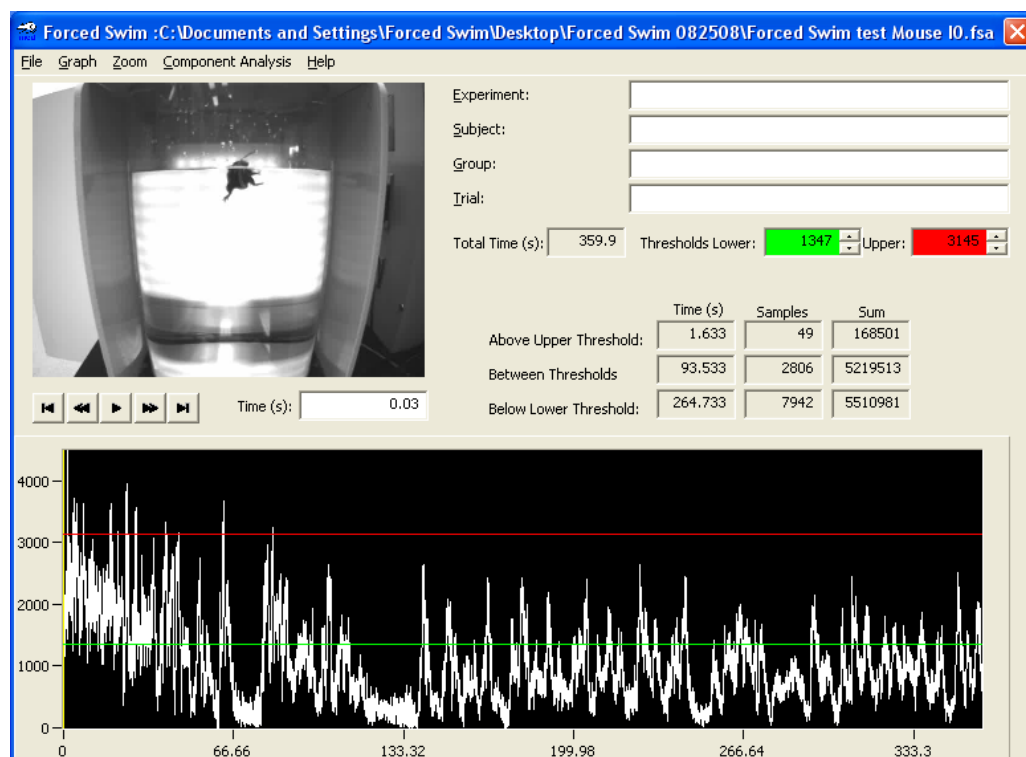 Forced Swim :C:\Documents and Settings\Forced Swim\Desktop\Forced Swim 082508\Forced Swim test Mouse I0.fsa
File Graph Zoom Component Analysis Help
Experiment:
Subject:
Group:
Trial:
Total Time (s): 359.9 Thresholds Lower: 1347 Upper: 3145
Time (s) Samples Sum
Above Upper Threshold: 1.633 49 168501
Between Thresholds 93.533 2806 5219513
Below Lower Threshold: 264.733 7942 5510981
Time (s): 0.03
4000
3000
2000
1000
0
0 66.66 133.32 199.98 266.64 333.3